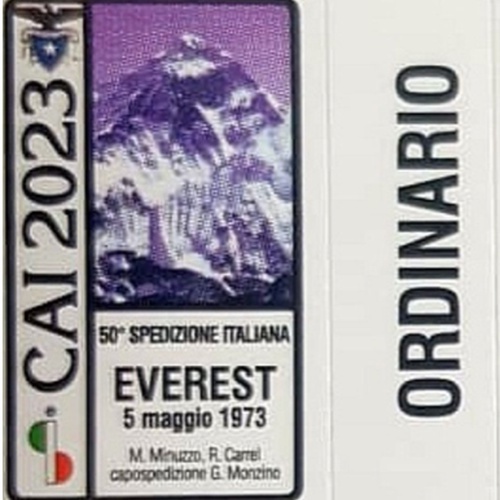 CAI 2023
50° SPEDIZIONE ITALIANA
EVEREST
5 maggio 1973
M. Minuzzo, R. Carrel
capospedizione G. Monzino
®
ORDINARIO